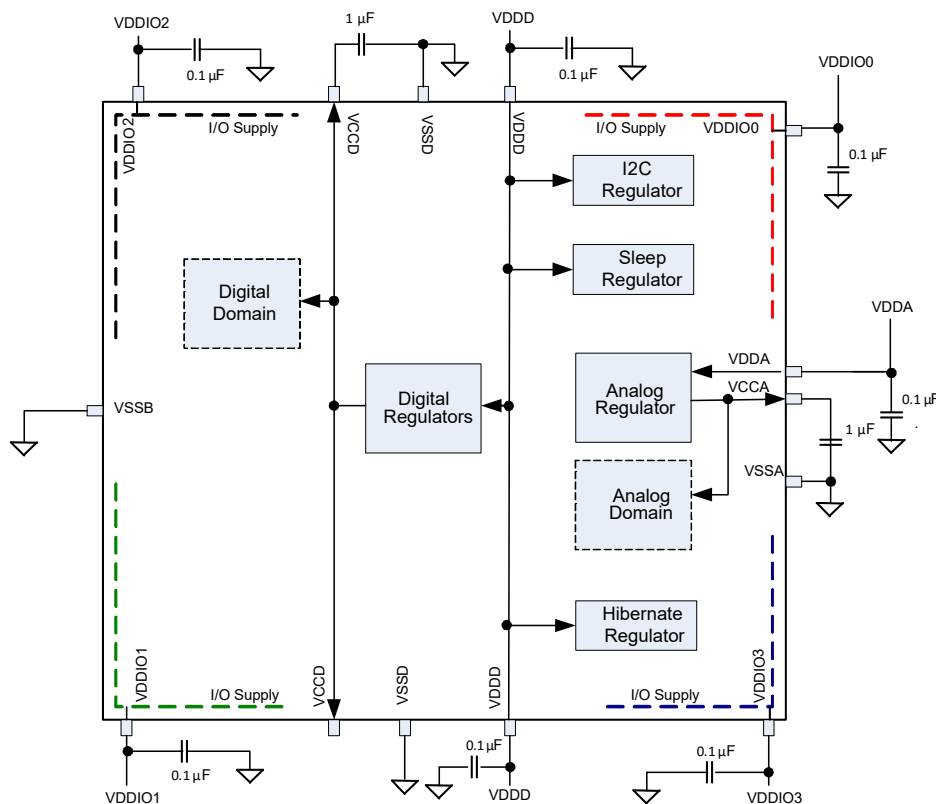 VDDIO2
1 µF
VDDD
0.1 µF
0.1 µF
VDDIO0
0.1 µF
VDDIO2
I/O Supply
VCCD
VSSD
VDDD
I/O Supply
VDDIO0
I2C
Regulator
Sleep
Regulator
Digital
Domain
VDDA
VDDA
VCCA
0.1 µF
1 µF
Analog
Regulator
Digital
Regulators
VSSB
VSSA
Analog
Domain
.
Hibernate
Regulator
VDDIO1
I/O Supply
VCCD
VSSD
VDDD
I/O Supply
VDDIO3
0.1 µF
0.1 µF
0.1 µF
VDDIO1
VDDD
VDDIO3